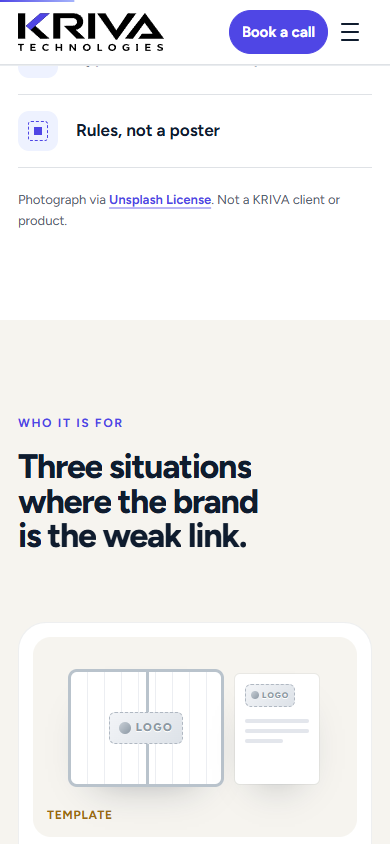 KRIVA
TECHNOLOGIES
Book a call
Rules, not a poster
Photograph via Unsplash License. Not a KRIVA client or
product.
WHO IT IS FOR
Three situations
where the brand
is the weak link.
LOGO
LOGO
TEMPLATE